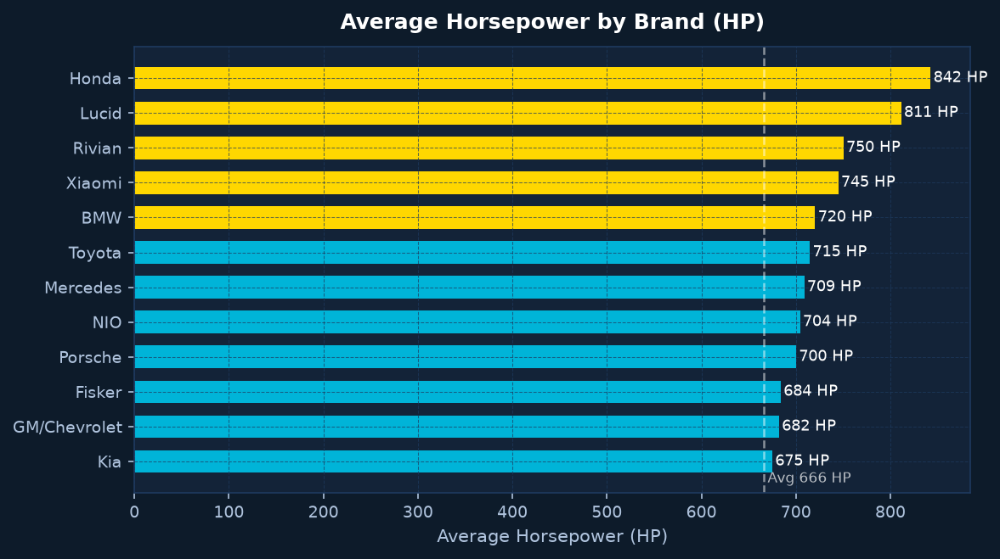 Average Horsepower by Brand (HP)
Honda 842 HP
Lucid 811 HP
Rivian 750 HP
Xiaomi 745 HP
BMW 720 HP
Toyota 715 HP
Mercedes 709 HP
NIO 704 HP
Porsche 700 HP
Fisker 684 HP
GM/Chevrolet 682 HP
Kia 675 HP
Avg 666 HP
0 100 200 300 400 500 600 700 800
Average Horsepower (HP)